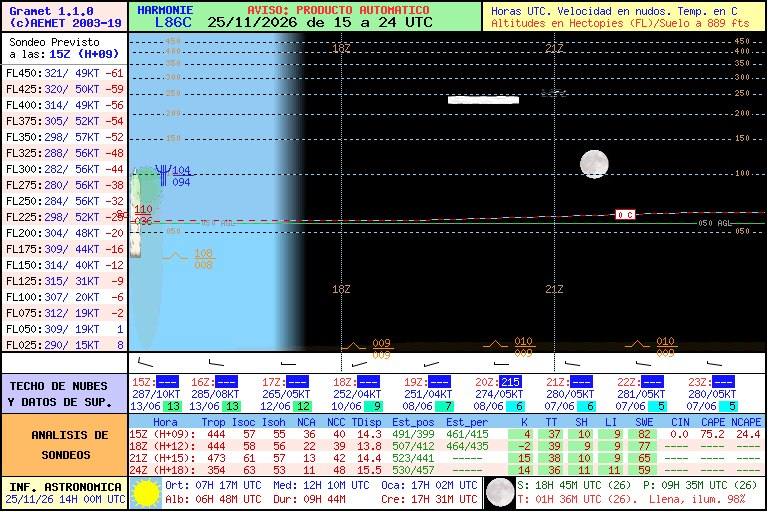 Gramet 1.1.0
(c)AEMET 2003-19
HARMONIE
L86C
AVISO: PRODUCTO AUTOMATICO
25/11/2026 de 15 a 24 UTC
Horas UTC. Velocidad en nudos. Temp. en C
Altitudes en Hectopies (FL)/Suelo a 889 fts
Sondeo Previsto
a las: 15Z (H+09)
FL450:321/ 49KT -61
FL425:320/ 50KT -59
FL400:314/ 49KT -56
FL375:305/ 52KT -54
FL350:298/ 57KT -52
FL325:288/ 56KT -48
FL300:282/ 56KT -44
FL275:280/ 56KT -38
FL250:284/ 56KT -32
FL225:298/ 52KT
FL200:304/ 48KT -20
FL175:309/ 44KT -16
FL150:314/ 40KT -12
FL125:315/ 31KT -9
FL100:307/ 20KT -6
FL075:312/ 19KT -2
FL050:309/ 19KT 1
FL025:290/ 15KT 8
18Z 21Z
450 450
400 400
350 350
300 300
250 250
200 200
150 150
100 100
104
094
110
0 C
050 AGL 050 AGL
050 050
108
008
18Z 21Z
009
009
010
009
010
009
TECHO DE NUBES
Y DATOS DE SUP.
15Z:--- 16Z:--- 17Z:--- 18Z:--- 19Z:--- 20Z:215 21Z:--- 22Z:--- 23Z:---
287/10KT 285/08KT 265/05KT 252/04KT 251/04KT 274/05KT 280/05KT 281/05KT 280/05KT
13/06 13 13/06 13 12/06 12 10/06 9 08/06 7 08/06 6 07/06 6 07/06 5 07/06 5
ANALISIS DE
SONDEOS
Hora Trop Isoc Isoh NCA NCC TDisp Est_pos Est_per K TT SH LI SWE CIN CAPE NCAPE
15Z (H+09): 444 57 55 36 40 14.3 491/399 461/415 4 37 10 9 82 0.0 75.2 24.4
18Z (H+12): 444 58 56 22 39 13.8 507/412 464/435 -2 39 9 9 77 ----- ----- -----
21Z (H+15): 473 61 57 13 42 14.4 523/441 ----- 15 38 10 9 65 ----- ----- -----
24Z (H+18): 354 63 53 11 48 15.5 530/457 ----- 14 36 11 11 59 ----- ----- -----
INF. ASTRONOMICA
25/11/26 14H 00M UTC
Ort: 07H 17M UTC Med: 12H 10M UTC Oca: 17H 02M UTC
Alb: 06H 48M UTC Dur: 09H 44M Cre: 17H 31M UTC
S: 18H 45M UTC (26) P: 09H 35M UTC (26)
T: 01H 36M UTC (26). Llena, ilum. 98%